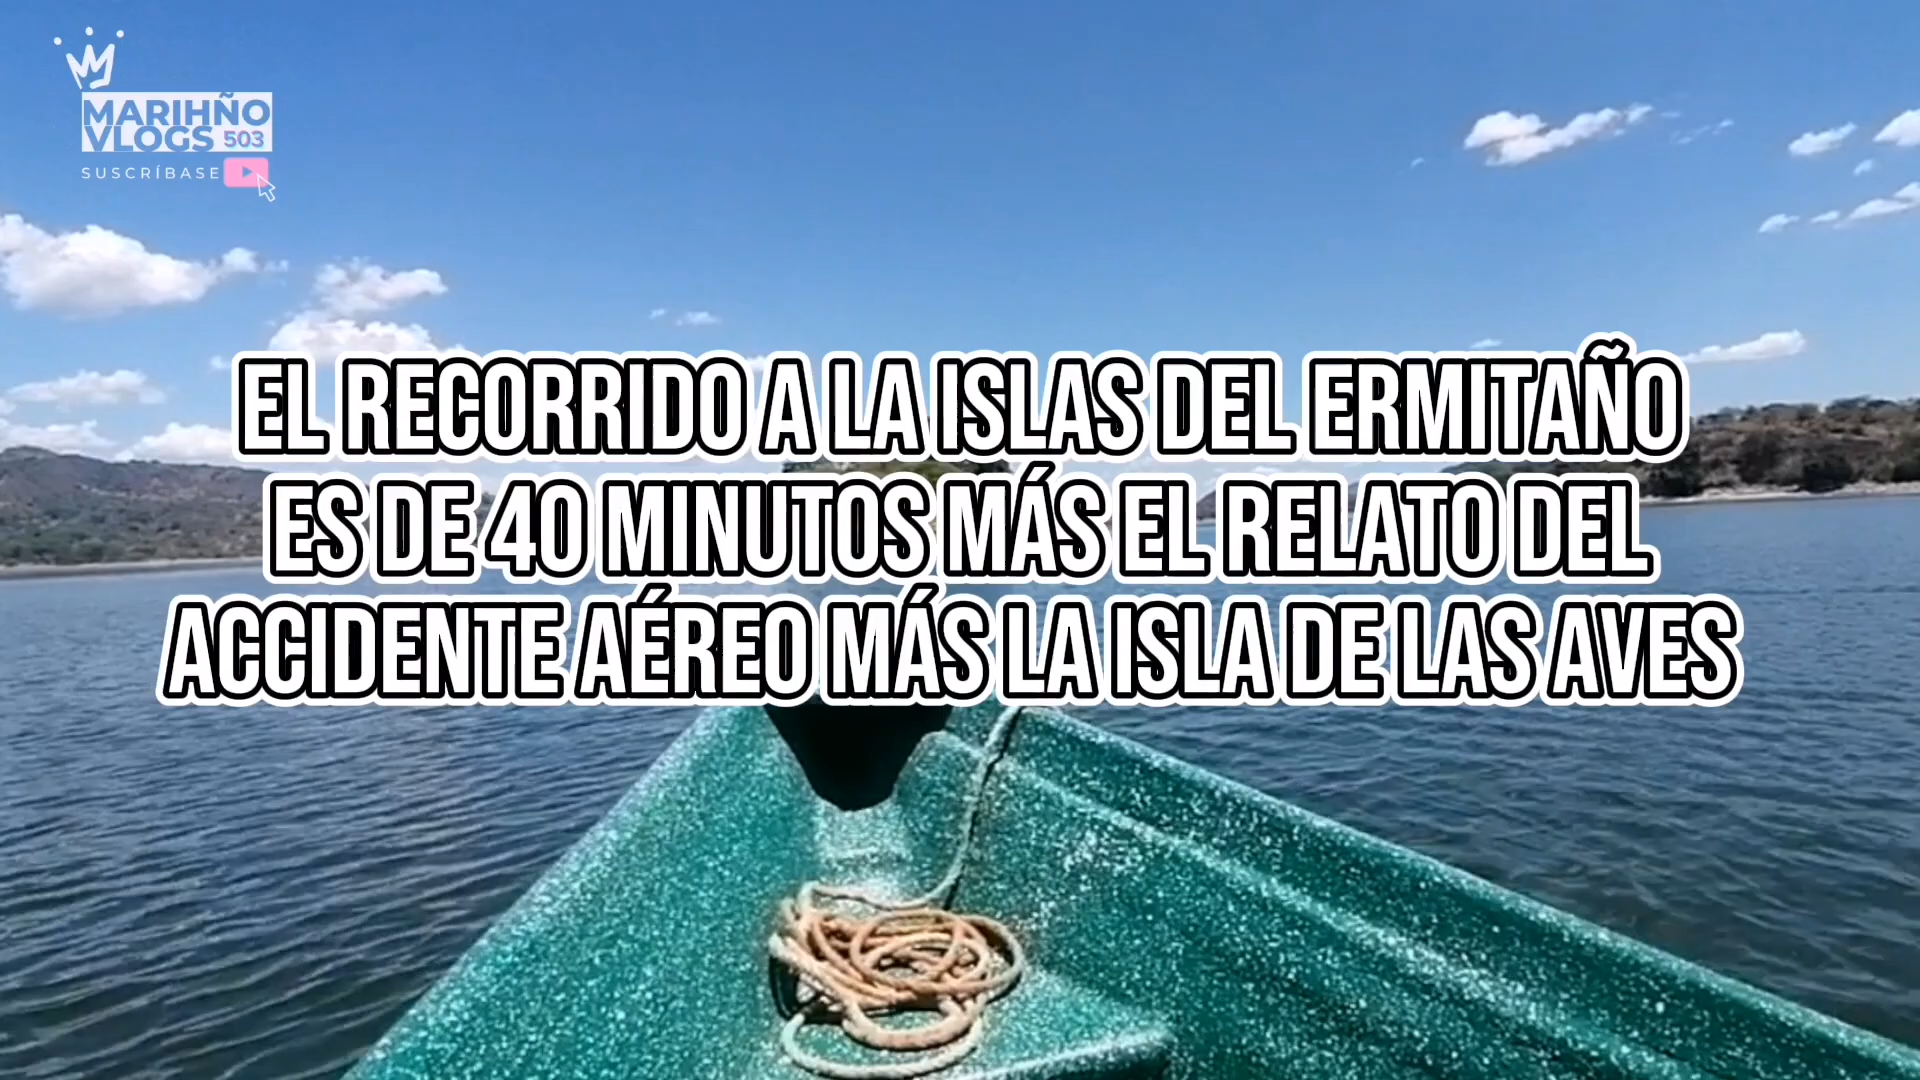 MARIHÑO
VLOGS 503
SUSCRÍBASE
EL RECORRIDO A LA ISLAS DEL ERMITAÑO
ES DE 40 MINUTOS MÁS EL RELATO DEL
ACCIDENTE AÉREO MÁS LA ISLA DE LAS AVES